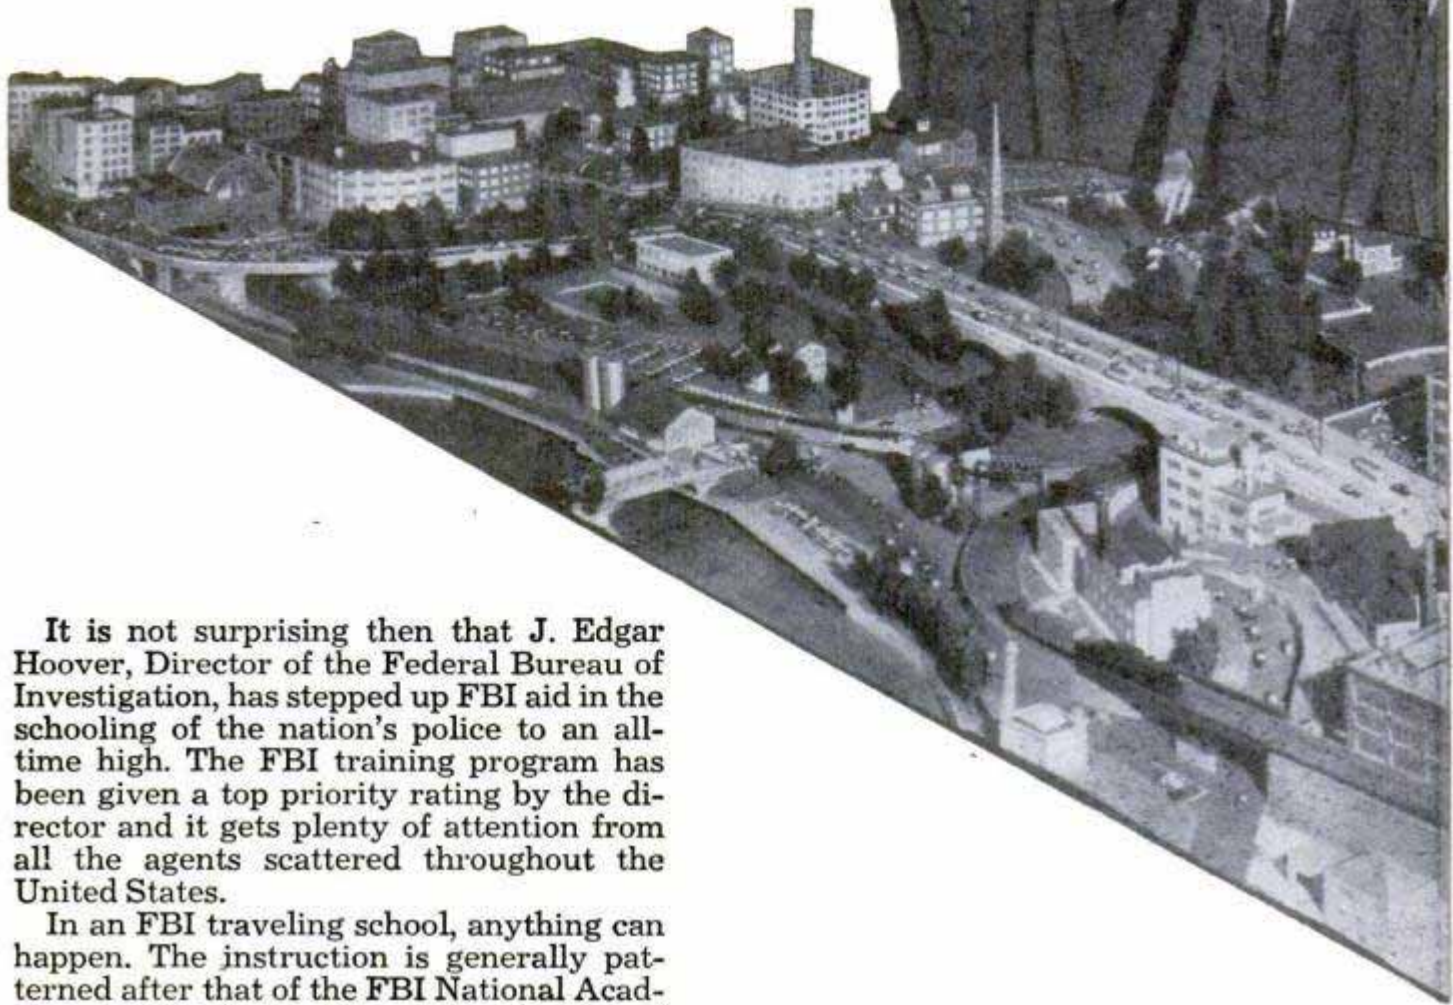 It is not surprising then that J. Edgar
Hoover, Director of the Federal Bureau of
Investigation, has stepped up FBI aid in the
schooling of the nation's police to an all-
time high. The FBI training program has
been given a top priority rating by the di-
rector and it gets plenty of attention from
all the agents scattered throughout the
United States.
In an FBI traveling school, anything can
happen. The instruction is generally pat-
terned after that of the FBI National Acad-